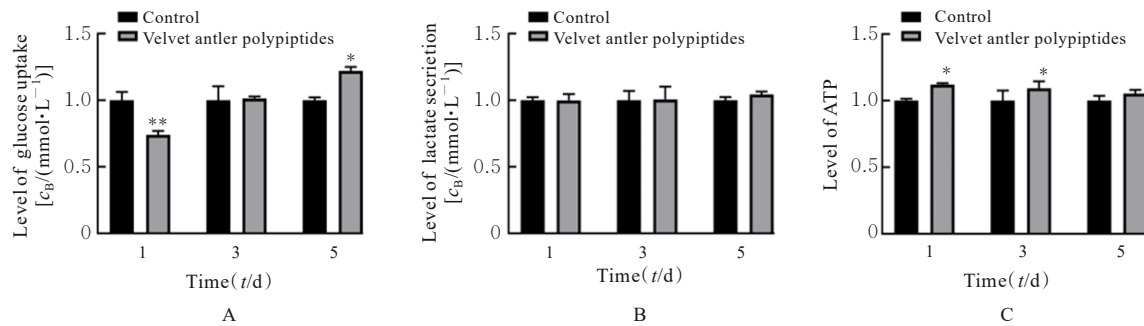 Control
Velvet antler polypeptides
Level of glucose uptake
[cB/(mmol·L⁻¹)]
1.5
**
*
1.0
0.5
0
1 3 5
Time(t/d)
A
Control
Velvet antler polypiptides
Level of lactate secrietion
[cB/(mmol·L⁻¹)]
1.5
1.0
0.5
0
1 3 5
Time(t/d)
B
Control
Velvet antler polypiptides
Level of ATP
1.5
* *
1.0
0.5
0
1 3 5
Time(t/d)
C